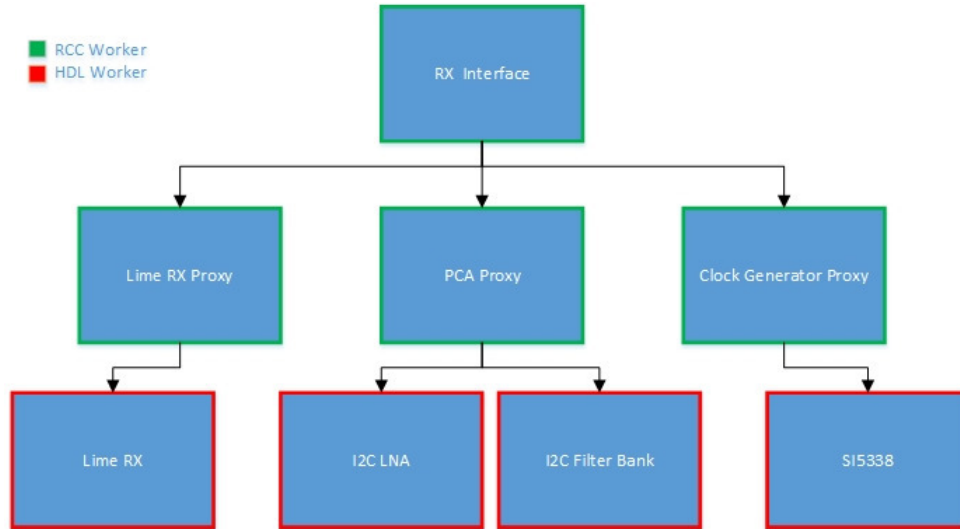 RCC Worker
HDL Worker
RX Interface
Lime RX Proxy
PCA Proxy
Clock Generator Proxy
Lime RX
I2C LNA
I2C Filter Bank
SI5338